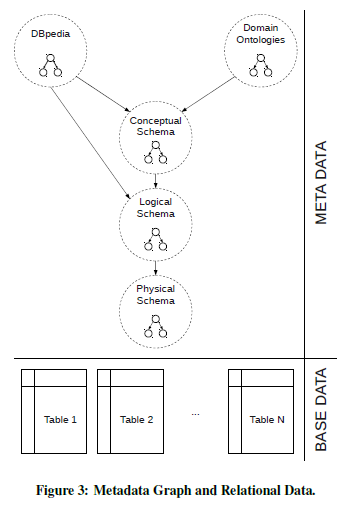 DBpedia
Domain
Ontologies
Conceptual
Schema
Logical
Schema
Physical
Schema
META DATA
Table 1
Table 2
...
Table N
BASE DATA
Figure 3: Metadata Graph and Relational Data.